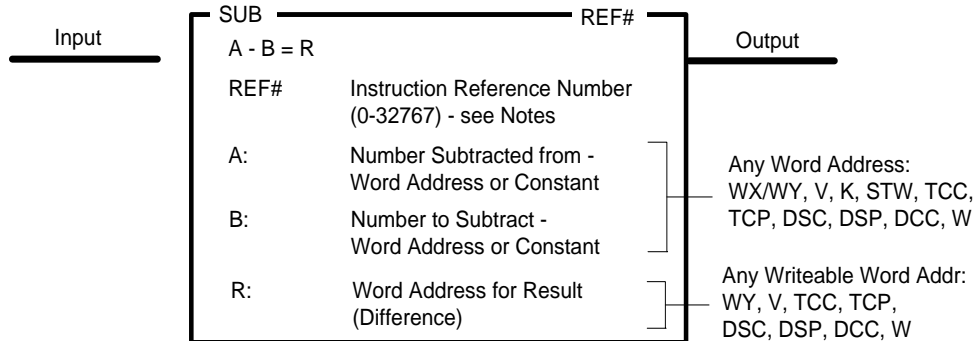 Input
SUB REF#
Output
A - B = R
REF# Instruction Reference Number
(0-32767) - see Notes
A: Number Subtracted from -
Word Address or Constant
B: Number to Subtract -
Word Address or Constant
Any Word Address:
WX/WY, V, K, STW, TCC,
TCP, DSC, DSP, DCC, W
R: Word Address for Result
(Difference)
Any Writeable Word Addr:
WY, V, TCC, TCP,
DSC, DSP, DCC, W